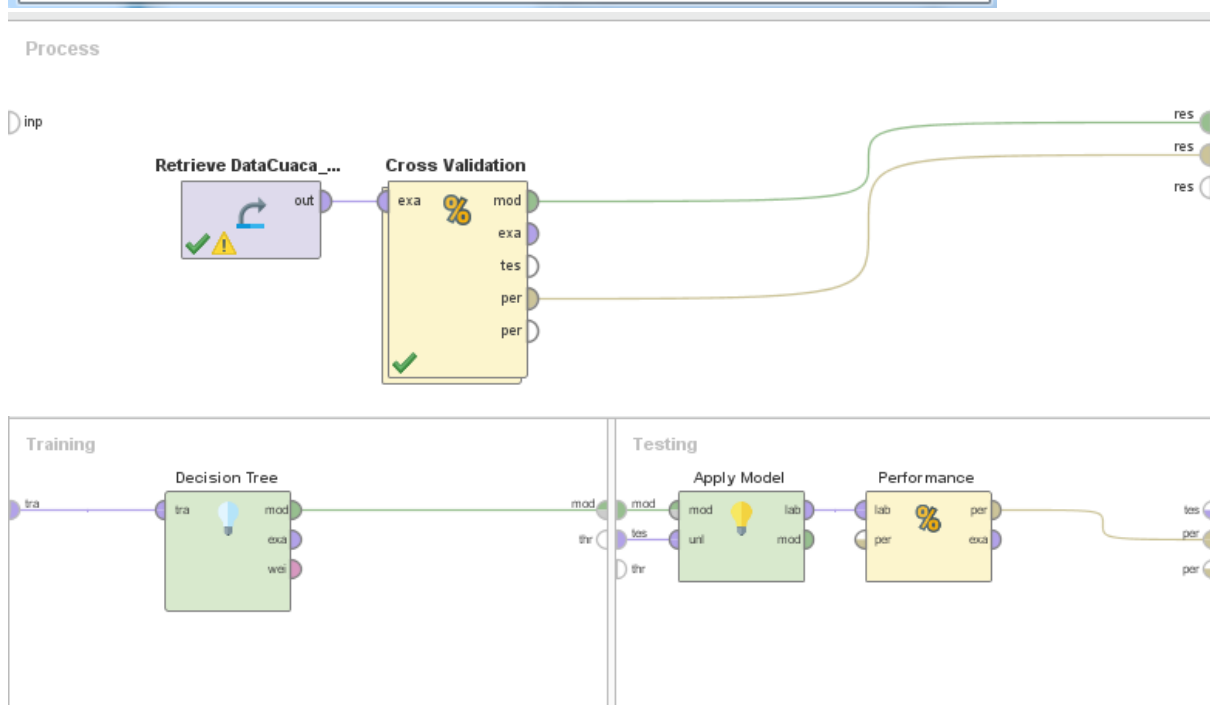 Process
inp
res
res
res
Retrieve DataCuaca_...
Cross Validation
out
exa
mod
exa
tes
per
per
Training
Testing
Decision Tree
Apply Model
Performance
tra
tra
mod
exa
wei
mod
thr
mod
tes
thr
mod
unl
lab
mod
lab
per
per
exa
tes
per
per